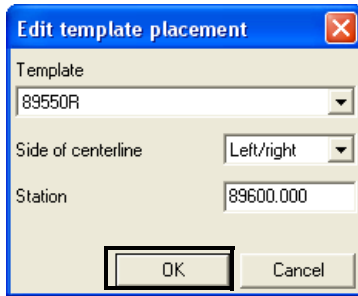 Edit template placement
Template
89550R
Side of centerline Left/right
Station 89600.000
OK Cancel